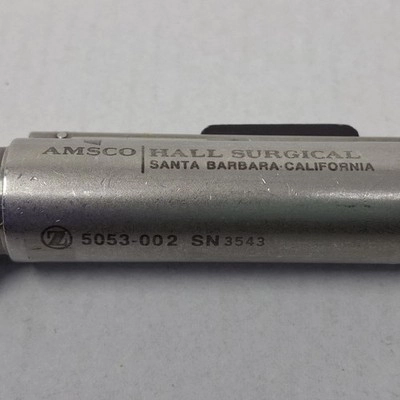 AMSCO HALL SURGICAL
SANTA BARBARA·CALIFORNIA
Z 5053-002 SN 3543